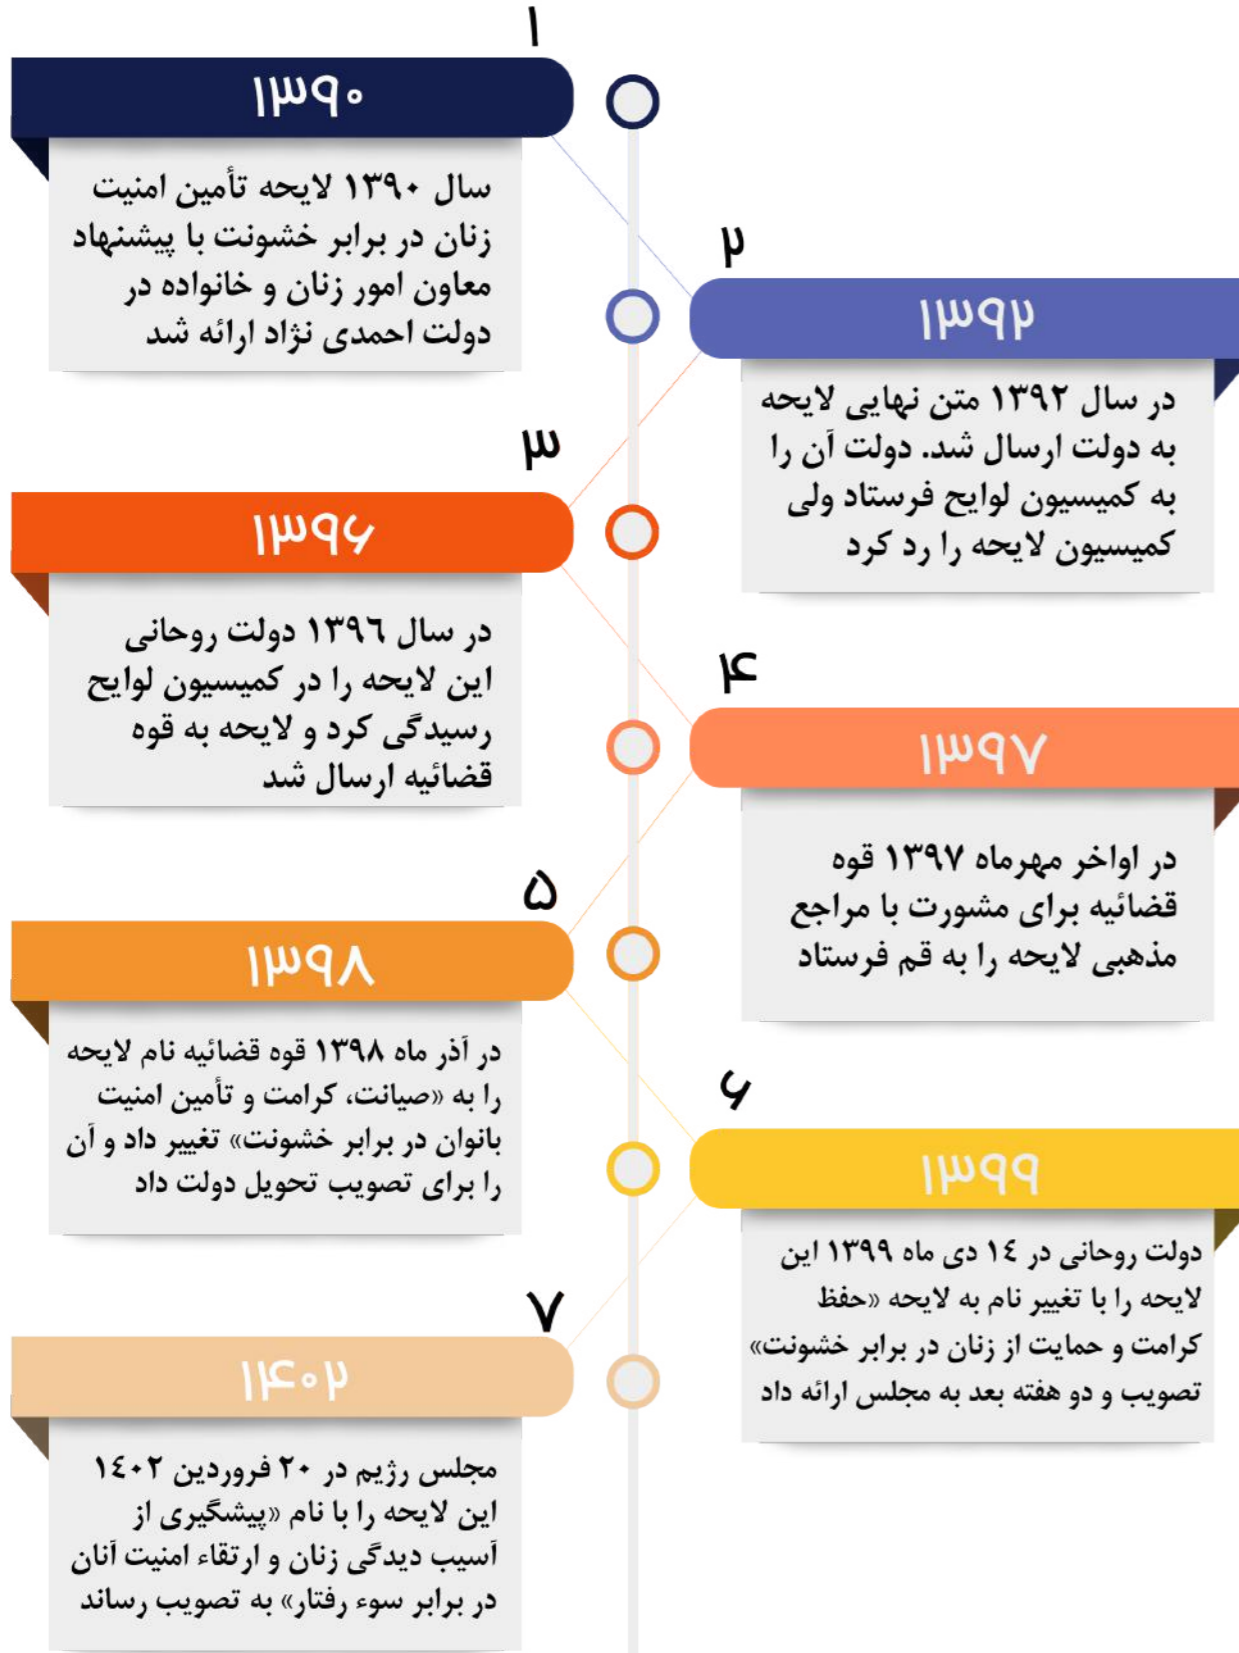 ۱
۱۳۹۰
سال ۱۳۹۰ لایحه تأمین امنیت
زنان در برابر خشونت با پیشنهاد
معاون امور زنان و خانواده در
دولت احمدی نژاد ارائه شد
۲
۱۳۹۲
در سال ۱۳۹۲ متن نهایی لایحه
به دولت ارسال شد. دولت آن را
به کمیسیون لوایح فرستاد ولی
کمیسیون لایحه را رد کرد
۳
۱۳۹۶
در سال ۱۳۹٦ دولت روحانی
این لایحه را در کمیسیون لوایح
رسیدگی کرد و لایحه به قوه
قضائیه ارسال شد
۴
۱۳۹۷
در اواخر مهرماه ۱۳۹۷ قوه
قضائیه برای مشورت با مراجع
مذهبی لایحه را به قم فرستاد
۵
۱۳۹۸
در آذر ماه ۱۳۹۸ قوه قضائیه نام لایحه
را به «صیانت، کرامت و تأمین امنیت
بانوان در برابر خشونت» تغییر داد و آن
را برای تصویب تحویل دولت داد
۶
۱۳۹۹
دولت روحانی در ۱٤ دی ماه ۱۳۹۹ این
لایحه را با تغییر نام به لایحه «حفظ
کرامت و حمایت از زنان در برابر خشونت»
تصویب و دو هفته بعد به مجلس ارائه داد
۷
۱۴۰۲
مجلس رژیم در ۲۰ فروردین ۱٤۰۲
این لایحه را با نام «پیشگیری از
آسیب دیدگی زنان و ارتقاء امنیت آنان
در برابر سوء رفتار» به تصویب رساند